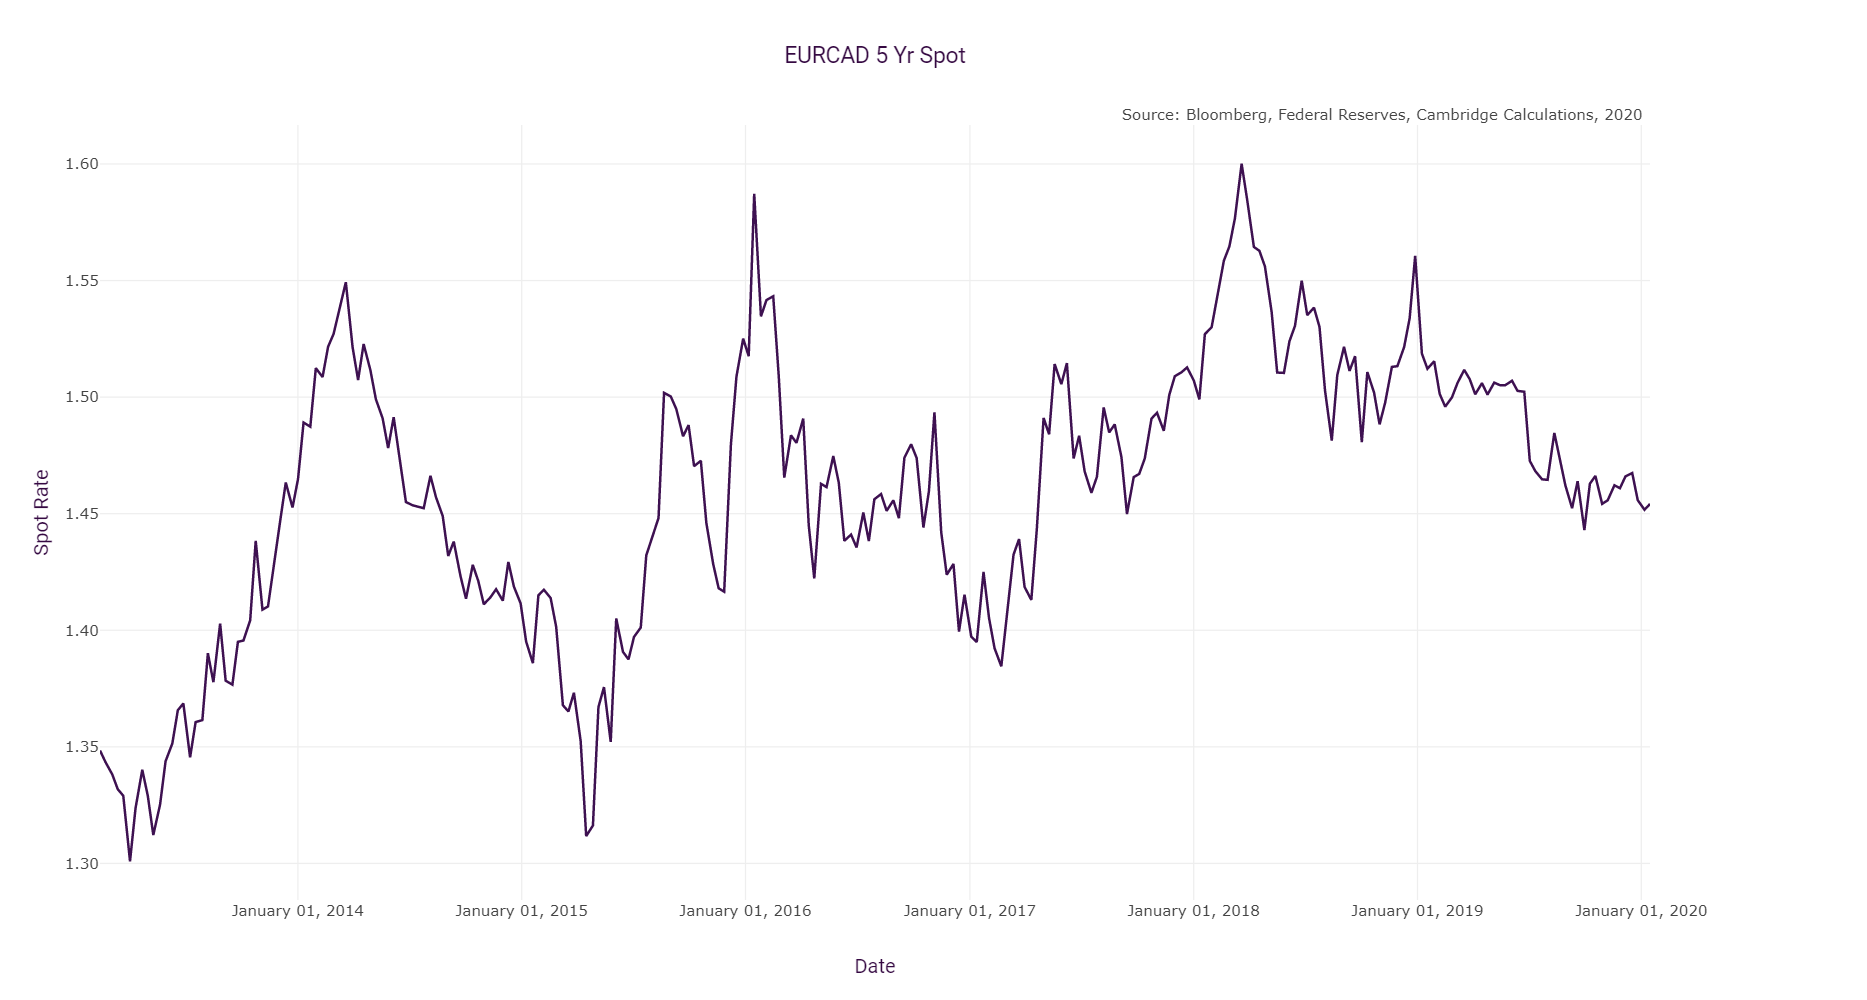 EURCAD 5 Yr Spot
Source: Bloomberg, Federal Reserves, Cambridge Calculations, 2020
1.60
1.55
1.50
1.45
1.40
1.35
1.30
Spot Rate
January 01, 2014
January 01, 2015
January 01, 2016
January 01, 2017
January 01, 2018
January 01, 2019
January 01, 2020
Date